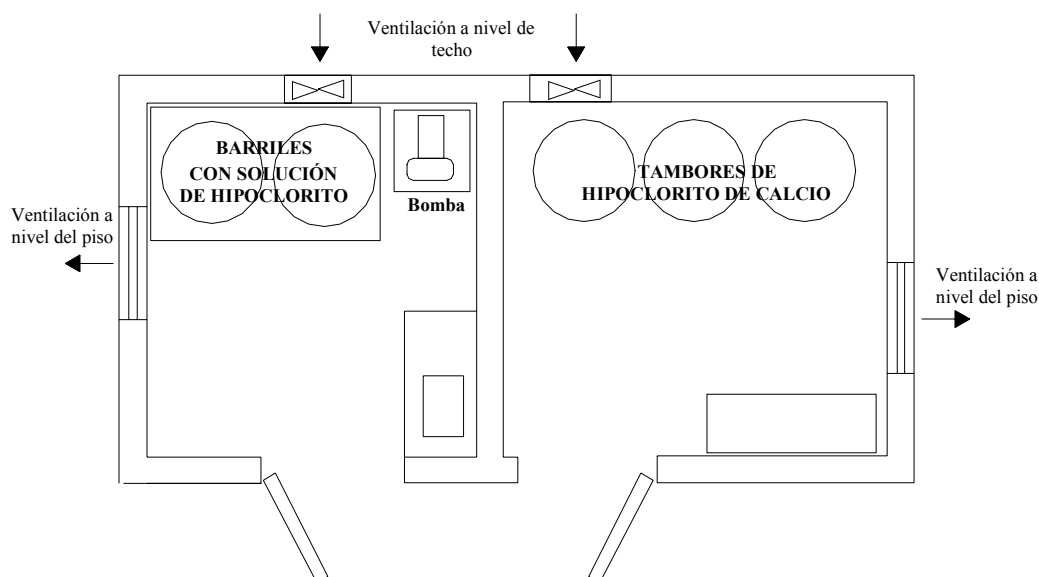 Ventilación a nivel de
techo
BARRILES
CON SOLUCIÓN
DE HIPOCLORITO
Bomba
TAMBORES DE
HIPOCLORITO DE CALCIO
Ventilación a
nivel del piso
Ventilación a
nivel del piso